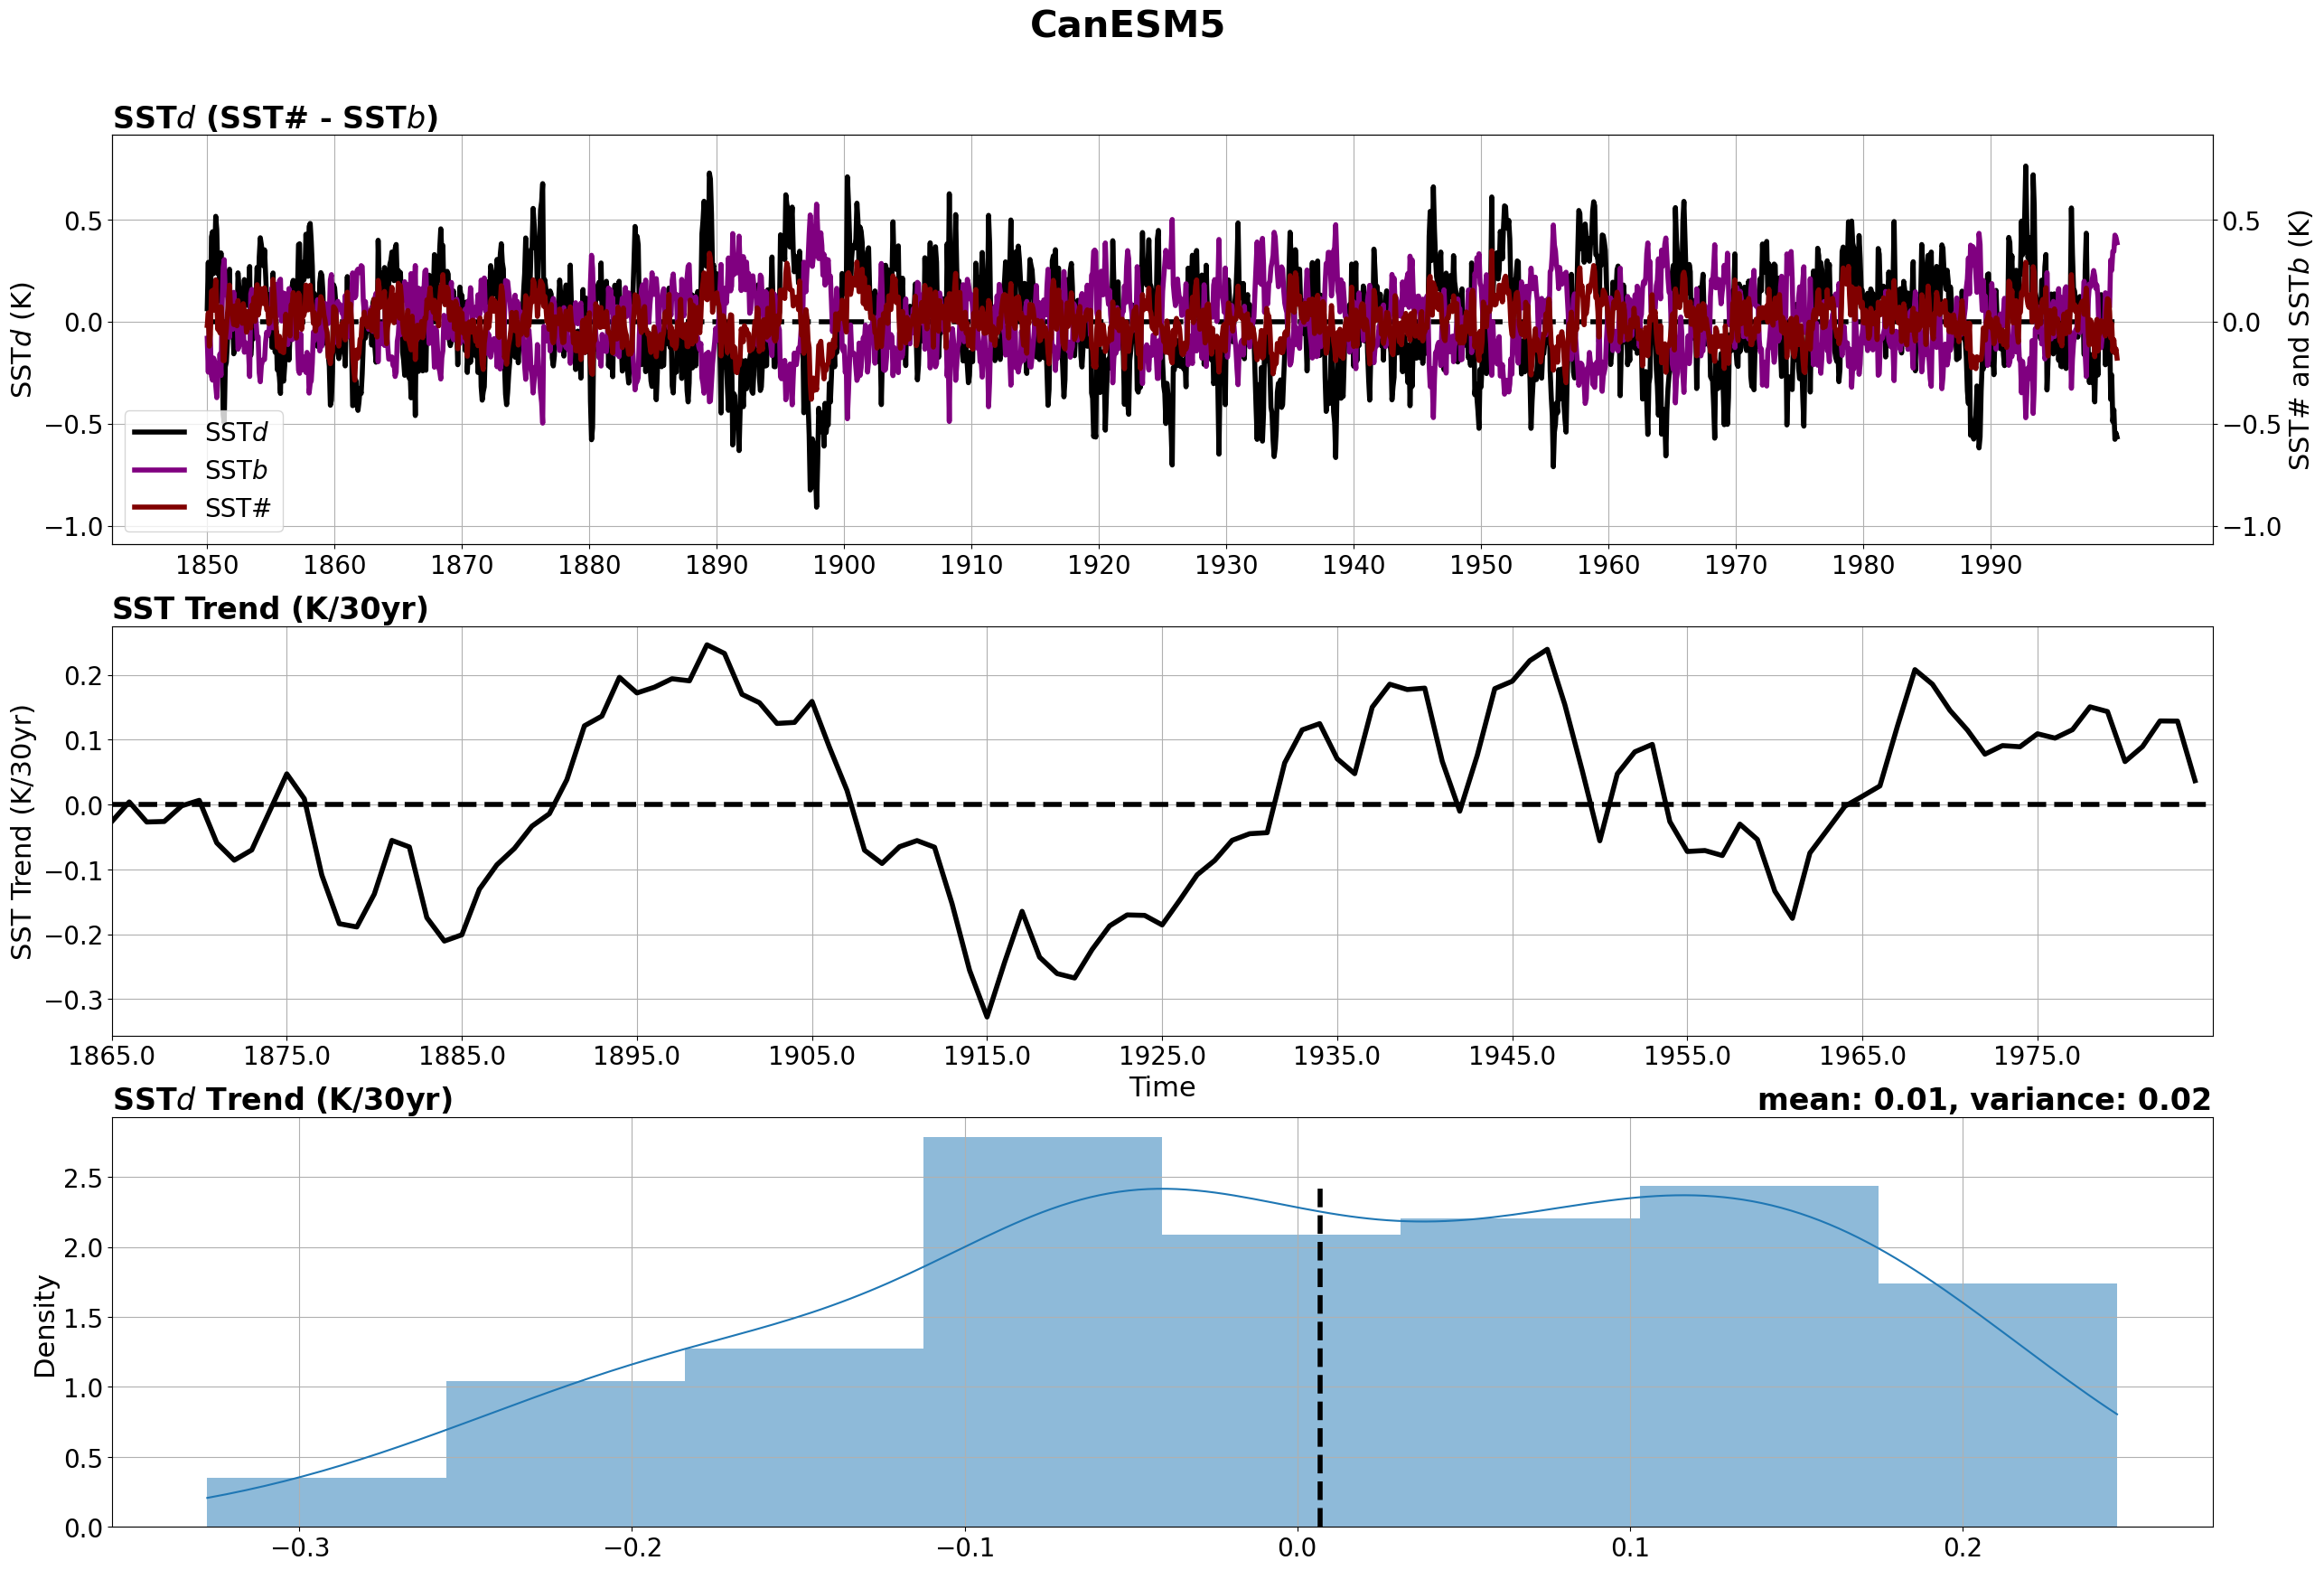 CanESM5
SSTd (SST# - SSTb)
SSTd (K)
0.5
0.0
−0.5
−1.0
SSTd
SSTb
SST#
0.5
0.0
−0.5
−1.0
SST# and SSTb (K)
1850 1860 1870 1880 1890 1900 1910 1920 1930 1940 1950 1960 1970 1980 1990
SST Trend (K/30yr)
SST Trend (K/30yr)
0.2
0.1
0.0
−0.1
−0.2
−0.3
1865.0 1875.0 1885.0 1895.0 1905.0 1915.0 1925.0 1935.0 1945.0 1955.0 1965.0 1975.0
Time
SSTd Trend (K/30yr) mean: 0.01, variance: 0.02
Density
2.5
2.0
1.5
1.0
0.5
0.0
−0.3 −0.2 −0.1 0.0 0.1 0.2